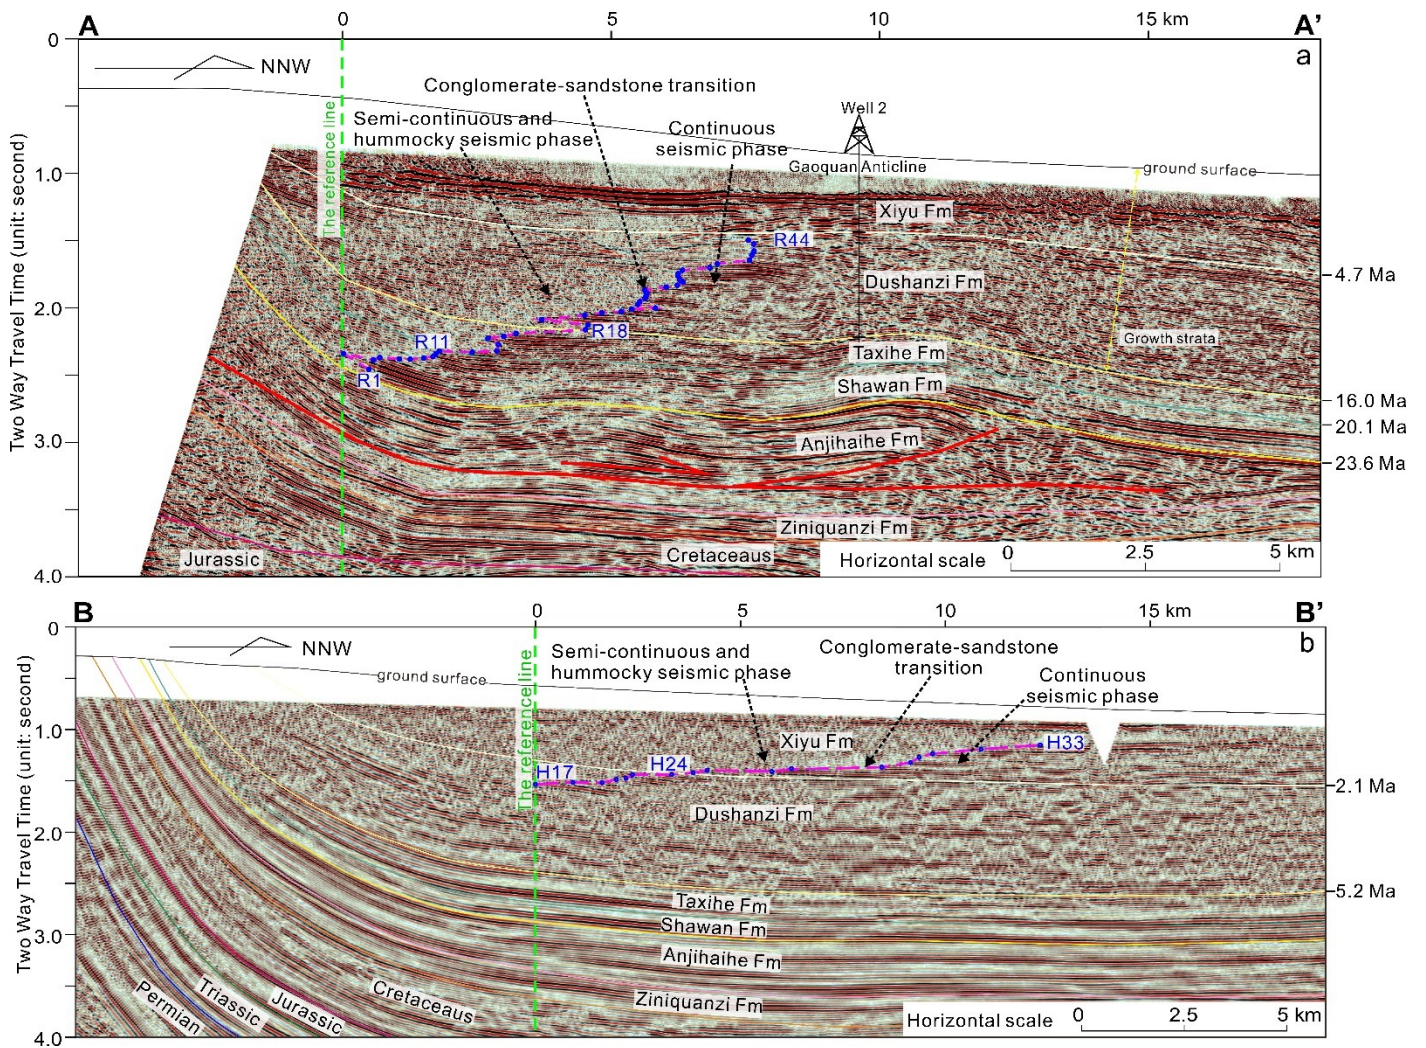 A
0
5
10
15 km
A’
a
0
NNW
Conglomerate-sandstone transition
Semi-continuous and
hummocky seismic phase
Continuous
seismic phase
Well 2
Gaoquan Anticline
ground surface
The reference line
Two Way Travel Time (unit: second)
1.0
2.0
3.0
4.0
Xiyu Fm
R44
Dushanzi Fm
4.7 Ma
R11
R18
R1
Growth strata
Taxihe Fm
Shawan Fm
16.0 Ma
20.1 Ma
Anjihaihe Fm
23.6 Ma
Ziniquanzi Fm
Jurassic
Cretaceaus
Horizontal scale
0
2.5
5 km
B
0
5
10
15 km
B’
b
0
NNW
ground surface
The reference line
Semi-continuous and
hummocky seismic phase
Conglomerate-sandstone
transition
Continuous
seismic phase
Two Way Travel Time (unit: second)
1.0
2.0
3.0
4.0
Xiyu Fm
H17
H24
H33
2.1 Ma
Dushanzi Fm
5.2 Ma
Taxihe Fm
Shawan Fm
Anjihaihe Fm
Ziniquanzi Fm
Permian
Triassic
Jurassic
Cretaceaus
Horizontal scale
0
2.5
5 km